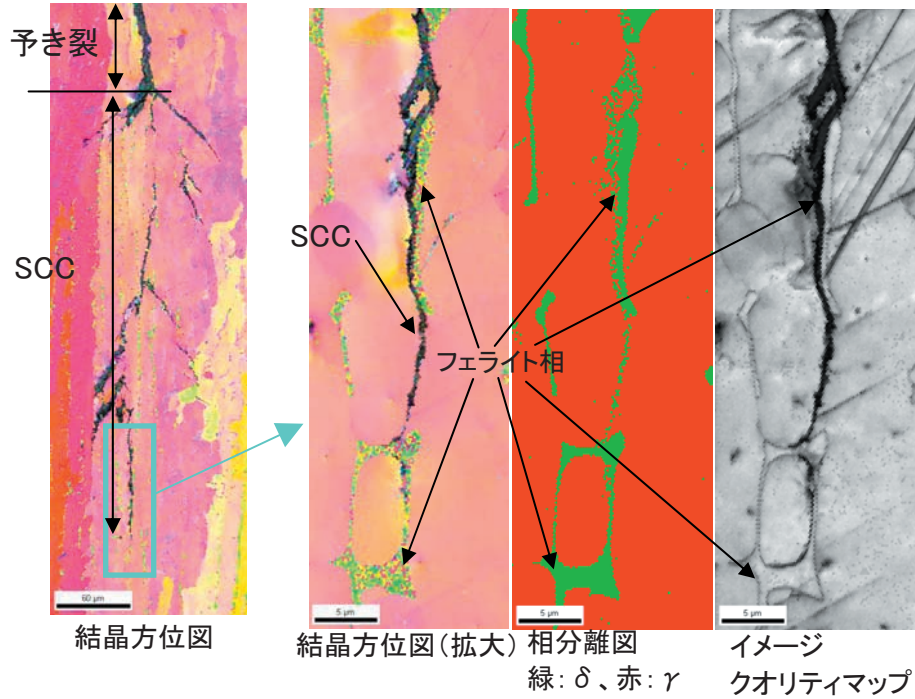 予き裂
SCC
60 μm
結晶方位図
SCC
フェライト相
5 μm
結晶方位図(拡大)
5 μm
相分離図
緑:δ、赤:γ
5 μm
イメージ
クオリティマップ